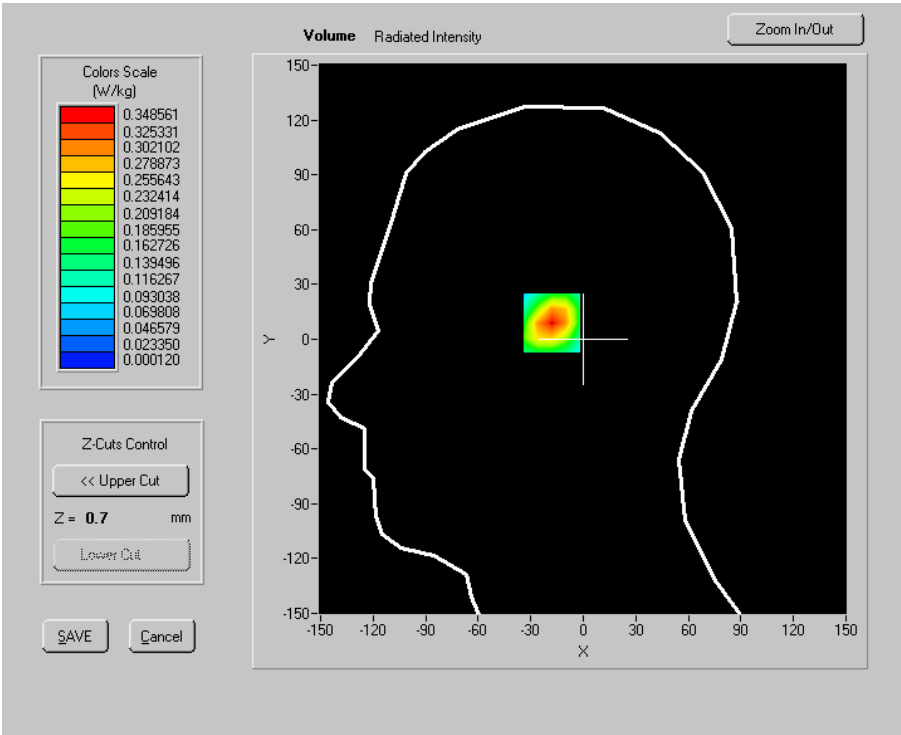 Volume Radiated Intensity
Zoom In/Out
Colors Scale
(W/kg)
0.348561
0.325331
0.302102
0.278873
0.255643
0.232414
0.209184
0.185955
0.162726
0.139496
0.116267
0.093038
0.069808
0.046579
0.023350
0.000120
Z-Cuts Control
<< Upper Cut
Z = 0.7 mm
Lower Cut
SAVE
Cancel
150
120
90
60
30
0
-30
-60
-90
-120
-150
Y
-150 -120 -90 -60 -30 0 30 60 90 120 150
X